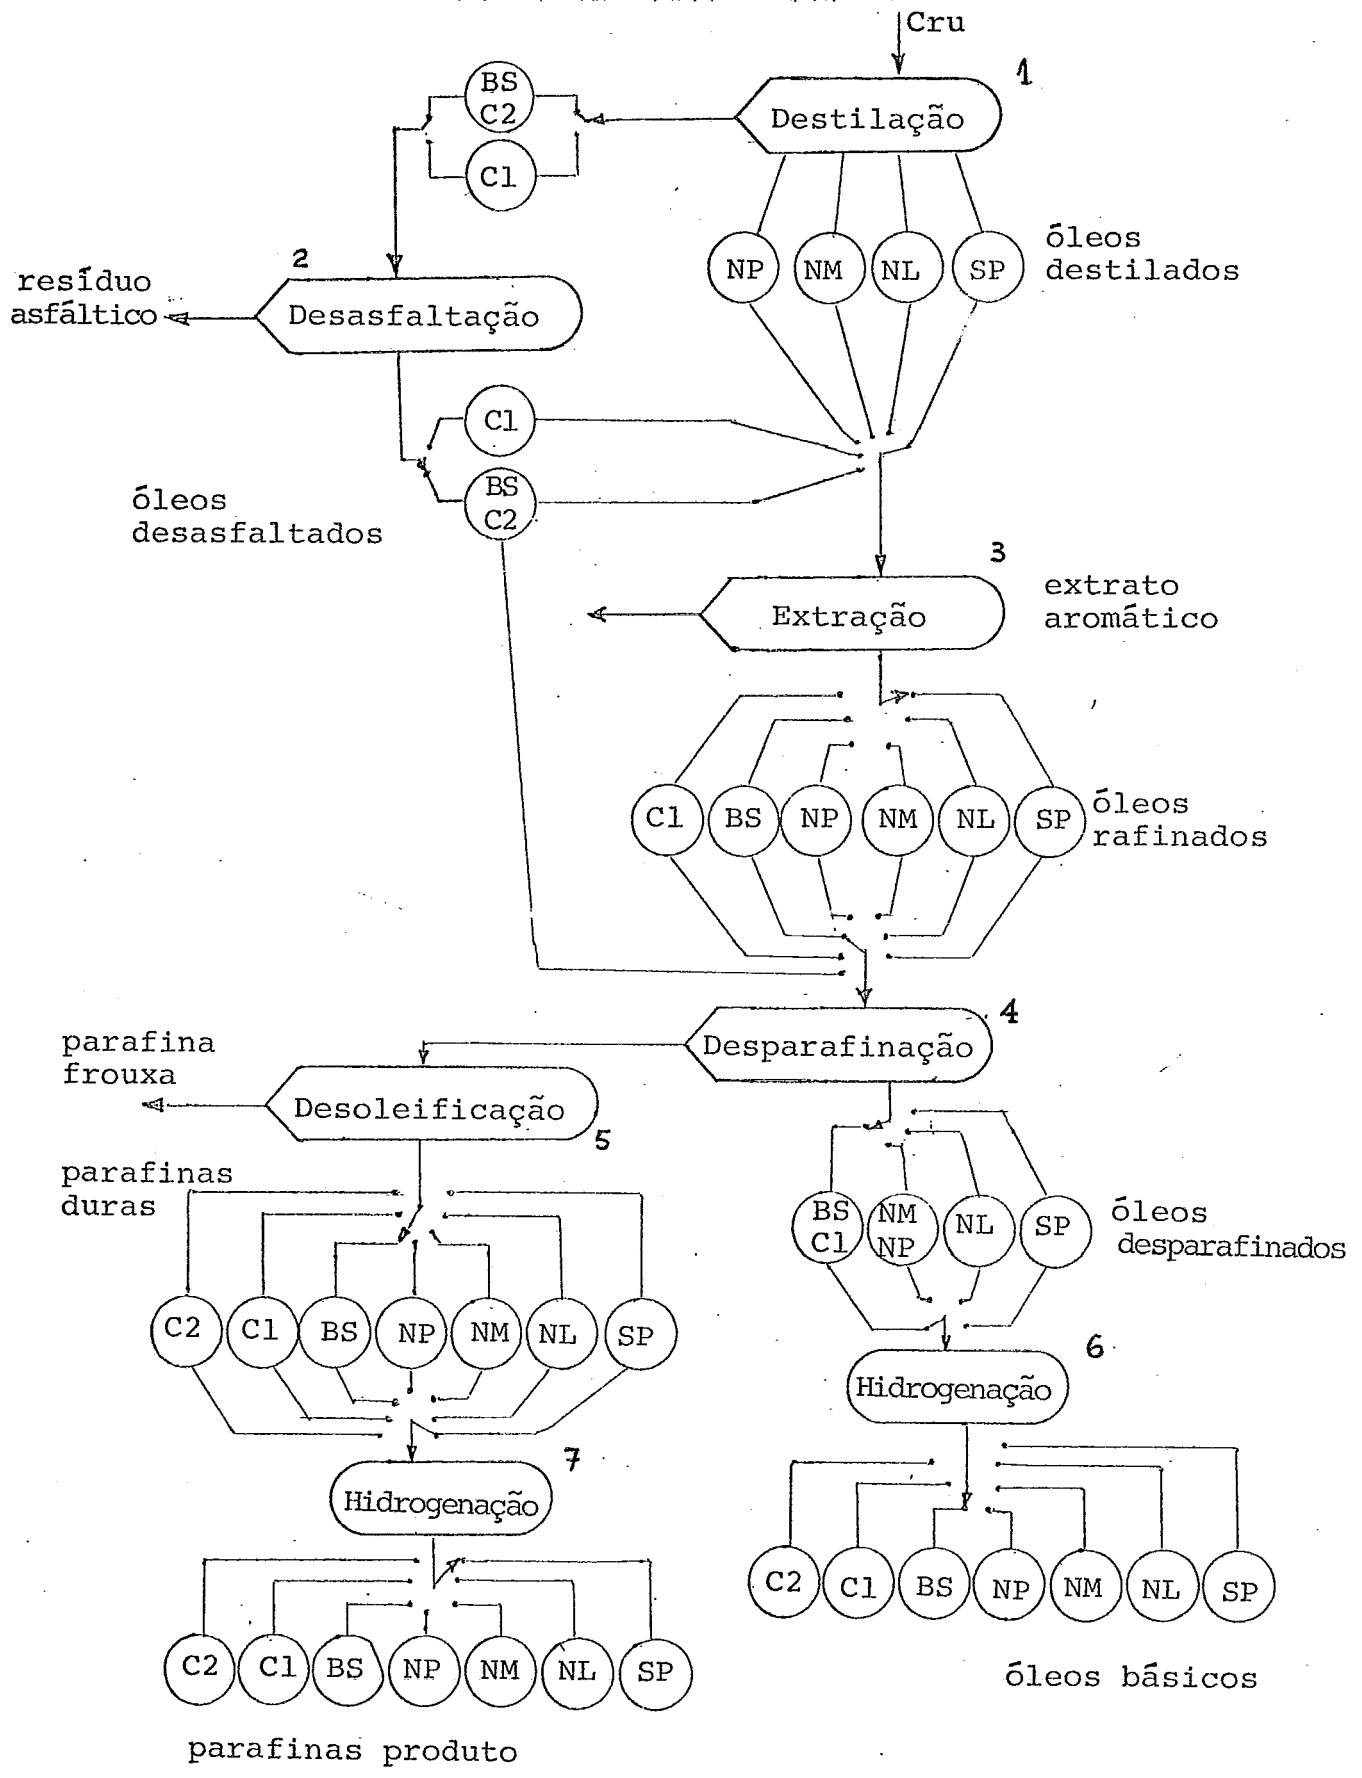 Cru
1
Destilação
BS
C2
C1
NP
NM
NL
SP
óleos
destilados
2
resíduo
asfáltico
Desasfaltação
C1
BS
C2
óleos
desasfaltados
3
Extração
extrato
aromático
C1
BS
NP
NM
NL
SP
óleos
rafinados
4
Desparafinação
parafina
frouxa
Desoleificação
5
parafinas
duras
BS
C1
NM
NP
NL
SP
óleos
desparafinados
C2
C1
BS
NP
NM
NL
SP
6
Hidrogenação
7
Hidrogenação
C2
C1
BS
NP
NM
NL
SP
óleos básicos
C2
C1
BS
NP
NM
NL
SP
parafinas produto